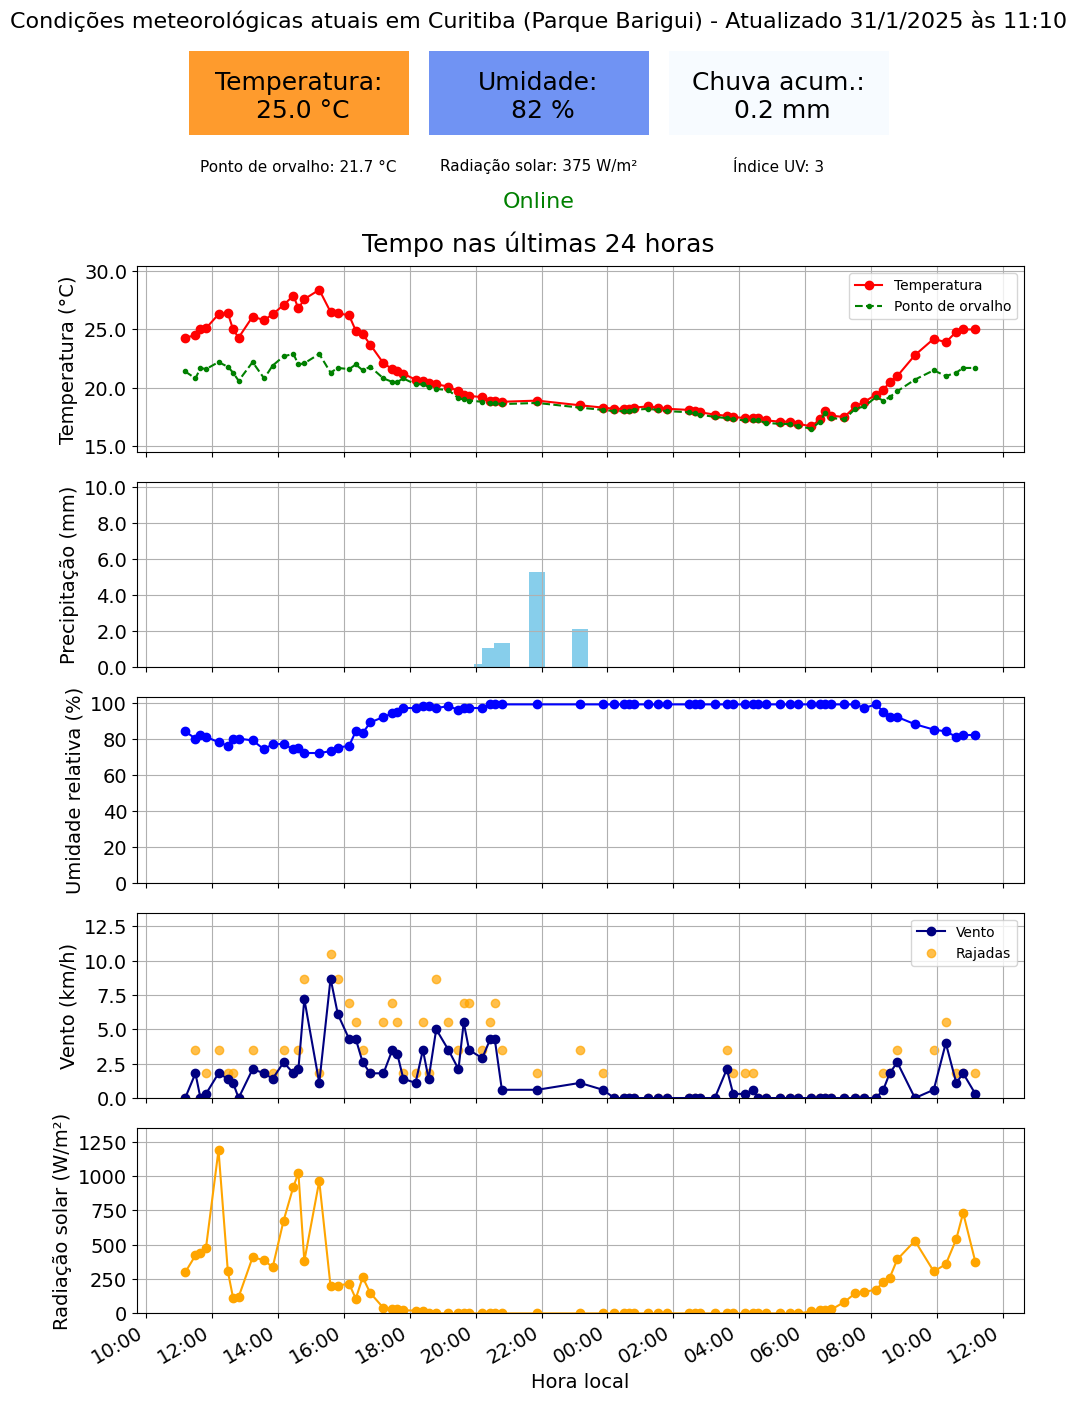 Condições meteorológicas atuais em Curitiba (Parque Barigui) - Atualizado 31/1/2025 às 11:10
Temperatura:
25.0 °C
Umidade:
82 %
Chuva acum.:
0.2 mm
Ponto de orvalho: 21.7 °C
Radiação solar: 375 W/m²
Índice UV: 3
Online
Tempo nas últimas 24 horas
Temperatura (°C)
30.0
25.0
20.0
15.0
Temperatura
Ponto de orvalho
Precipitação (mm)
10.0
8.0
6.0
4.0
2.0
0.0
Umidade relativa (%)
100
80
60
40
20
0
Vento (km/h)
12.5
10.0
7.5
5.0
2.5
0.0
Vento
Rajadas
Radiação solar (W/m²)
1250
1000
750
500
250
0
10:00
12:00
14:00
16:00
18:00
20:00
22:00
00:00
02:00
04:00
06:00
08:00
10:00
12:00
Hora local